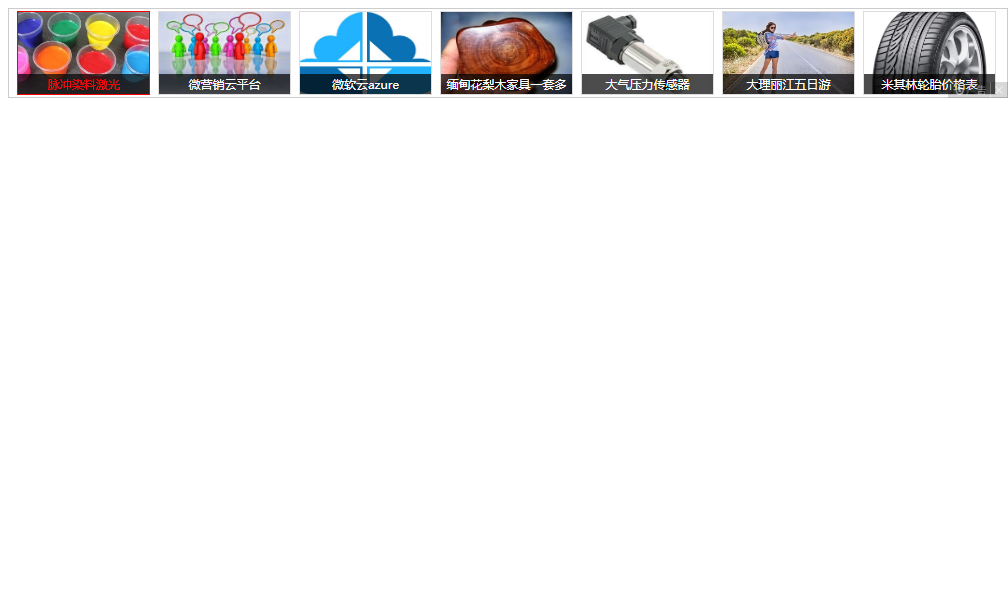 脉冲染料激光
微营销云平台
微软云azure
缅甸花梨木家具一套多
大气压力传感器
大理丽江五日游
米其林轮胎价格表
广告